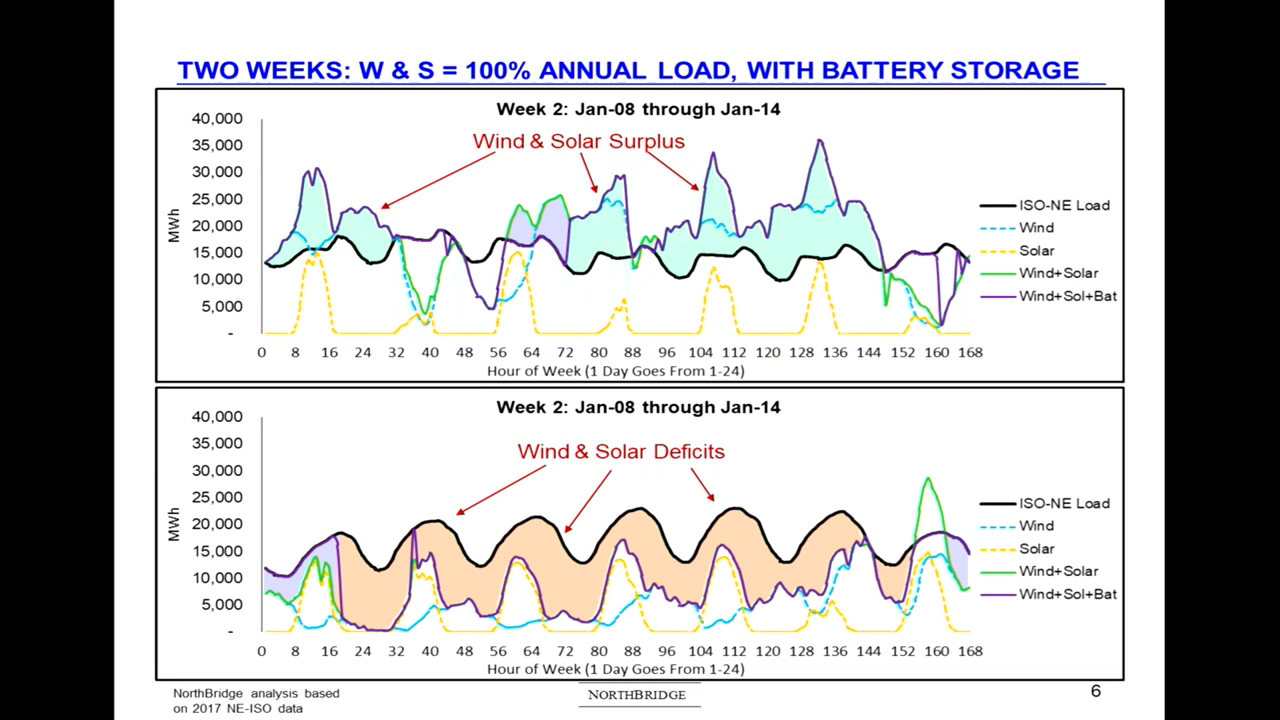 TWO WEEKS: W & S = 100% ANNUAL LOAD, WITH BATTERY STORAGE
Week 2: Jan-08 through Jan-14
Wind & Solar Surplus
MWh
40,000
35,000
30,000
25,000
20,000
15,000
10,000
5,000
-
0 8 16 24 32 40 48 56 64 72 80 88 96 104 112 120 128 136 144 152 160 168
Hour of Week (1 Day Goes From 1-24)
ISO-NE Load
Wind
Solar
Wind+Solar
Wind+Sol+Bat
Week 2: Jan-08 through Jan-14
Wind & Solar Deficits
MWh
40,000
35,000
30,000
25,000
20,000
15,000
10,000
5,000
-
0 8 16 24 32 40 48 56 64 72 80 88 96 104 112 120 128 136 144 152 160 168
Hour of Week (1 Day Goes From 1-24)
ISO-NE Load
Wind
Solar
Wind+Solar
Wind+Sol+Bat
NorthBridge analysis based
on 2017 NE-ISO data
NORTHBRIDGE
6